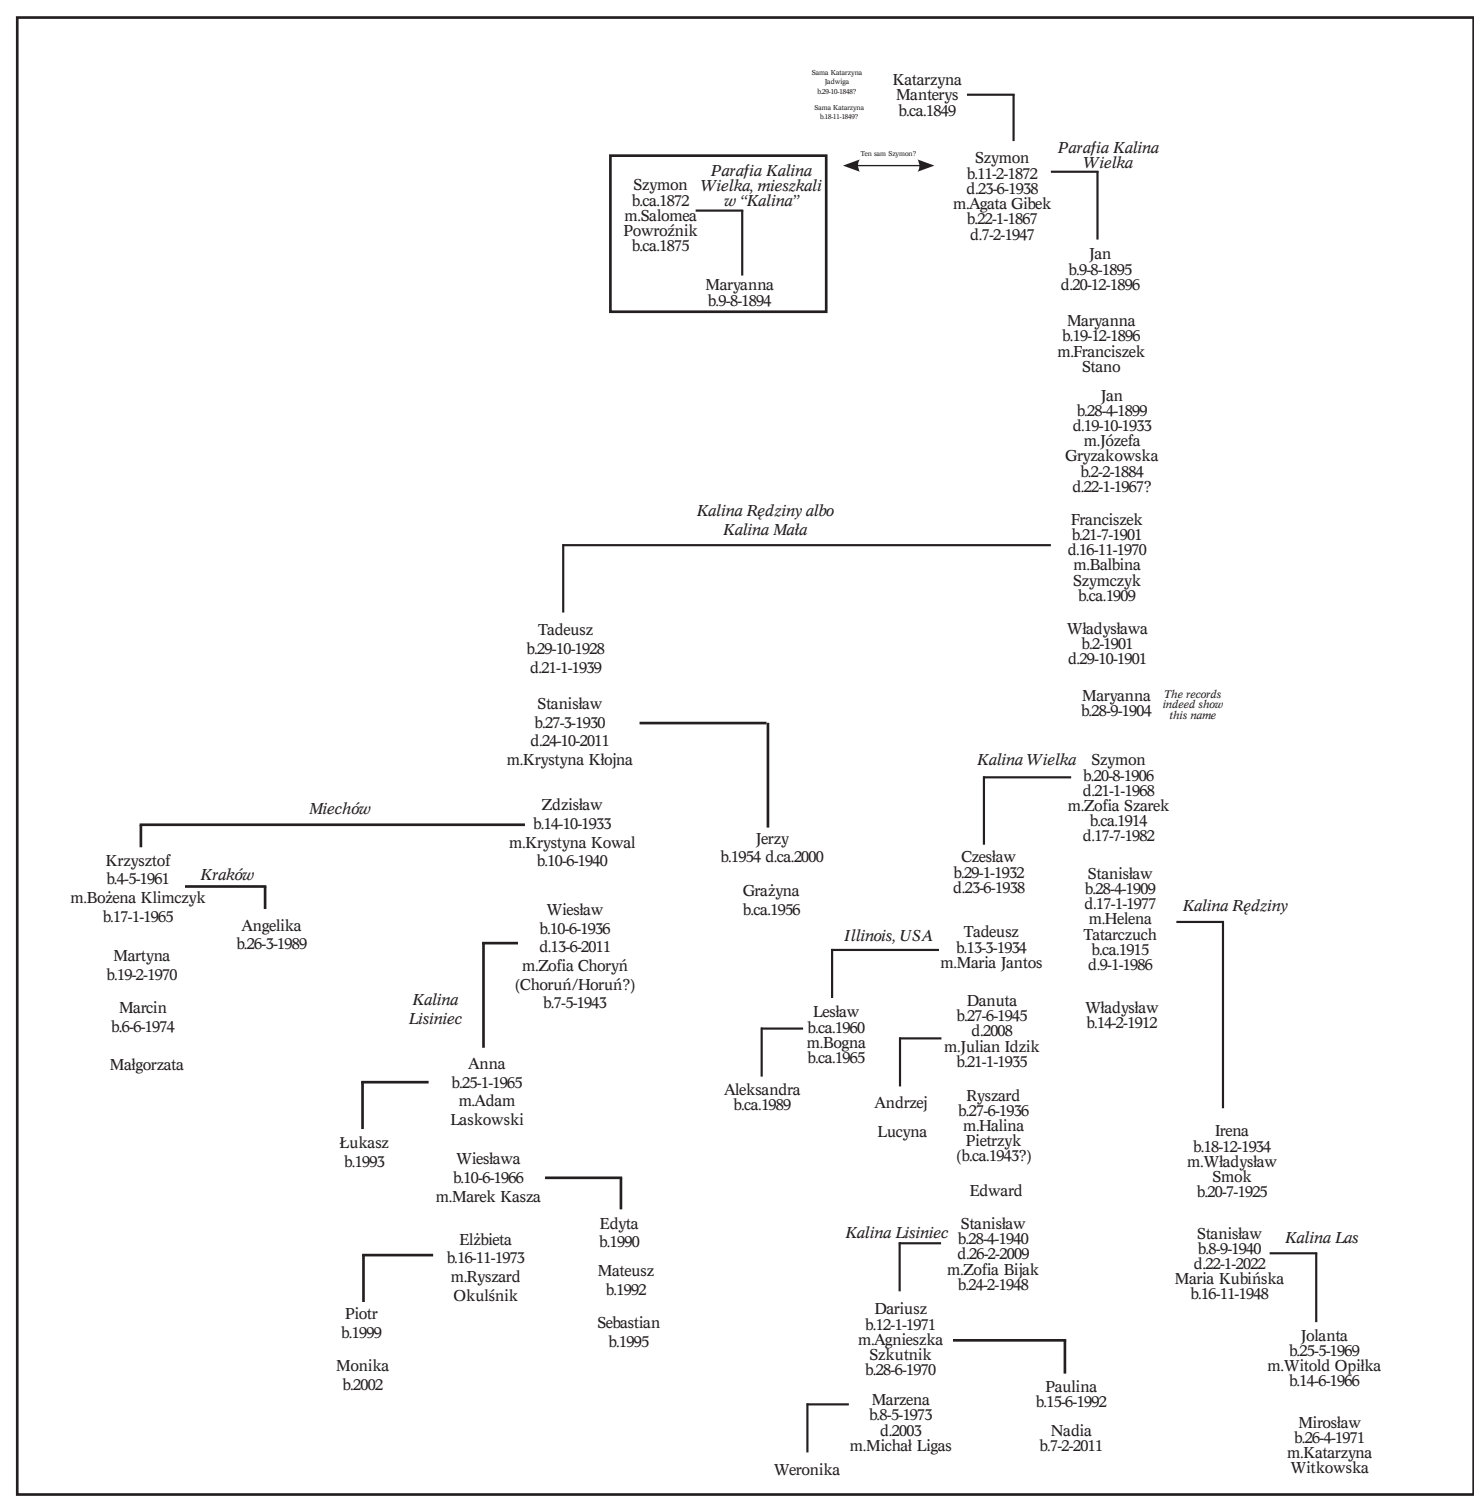 Sama Katarzyna
Jadwiga
b.29-10-1848?
Sama Katarzyna
b.18-11-1849?
Katarzyna
Manterys
b.ca.1849
Ten sam Szymon?
Szymon
b.11-2-1872
d.23-6-1938
m.Agata Gibek
b.22-1-1867
d.7-2-1947
Parafia Kalina
Wielka
Szymon
b.ca.1872
m.Salomea
Powroźnik
b.ca.1875
Parafia Kalina
Wielka, mieszkali
w “Kalina”
Maryanna
b.9-8-1894
Jan
b.9-8-1895
d.20-12-1896
Maryanna
b.19-12-1896
m.Franciszek
Stano
Jan
b.28-4-1899
d.19-10-1933
m.Józefa
Gryzakowska
b.2-2-1884
d.22-1-1967?
Kalina Rędziny albo
Kalina Mała
Franciszek
b.21-7-1901
d.16-11-1970
m.Balbina
Szymczyk
b.ca.1909
Władysława
b.2-1901
d.29-10-1901
Maryanna
b.28-9-1904
The records
indeed show
this name
Tadeusz
b.29-10-1928
d.21-1-1939
Stanisław
b.27-3-1930
d.24-10-2011
m.Krystyna Kłojna
Kalina Wielka
Szymon
b.20-8-1906
d.21-1-1968
m.Zofia Szarek
b.ca.1914
d.17-7-1982
Miechów
Zdzisław
b.14-10-1933
m.Krystyna Kowal
b.10-6-1940
Jerzy
b.1954 d.ca.2000
Grażyna
b.ca.1956
Krzysztof
b.4-5-1961
m.Bożena Klimczyk
b.17-1-1965
Kraków
Angelika
b.26-3-1989
Martyna
b.19-2-1970
Marcin
b.6-6-1974
Małgorzata
Wiesław
b.10-6-1936
d.13-6-2011
m.Zofia Choryń
(Choruń/Horuń?)
b.7-5-1943
Kalina
Lisiniec
Czesław
b.29-1-1932
d.23-6-1938
Stanisław
b.28-4-1909
d.17-1-1977
m.Helena
Tatarczuch
b.ca.1915
d.9-1-1986
Kalina Rędziny
Władysław
b.14-2-1912
Illinois, USA
Tadeusz
b.13-3-1934
m.Maria Jantos
Lesław
b.ca.1960
m.Bogna
b.ca.1965
Aleksandra
b.ca.1989
Danuta
b.27-6-1945
d.2008
m.Julian Idzik
b.21-1-1935
Andrzej
Lucyna
Ryszard
b.27-6-1936
m.Halina
Pietrzyk
(b.ca.1943?)
Edward
Anna
b.25-1-1965
m.Adam
Laskowski
Łukasz
b.1993
Wiesława
b.10-6-1966
m.Marek Kasza
Edyta
b.1990
Mateusz
b.1992
Sebastian
b.1995
Elżbieta
b.16-11-1973
m.Ryszard
Okulśnik
Piotr
b.1999
Monika
b.2002
Irena
b.18-12-1934
m.Władysław
Smok
b.20-7-1925
Kalina Lisiniec
Stanisław
b.28-4-1940
d.26-2-2009
m.Zofia Bijak
b.24-2-1948
Dariusz
b.12-1-1971
m.Agnieszka
Szkutnik
b.28-6-1970
Paulina
b.15-6-1992
Nadia
b.7-2-2011
Marzena
b.8-5-1973
d.2003
m.Michał Ligas
Weronika
Stanisław
b.8-9-1940
d.22-1-2022
Maria Kubińska
b.16-11-1948
Kalina Las
Jolanta
b.25-5-1969
m.Witold Opiłka
b.14-6-1966
Mirosław
b.26-4-1971
m.Katarzyna
Witkowska